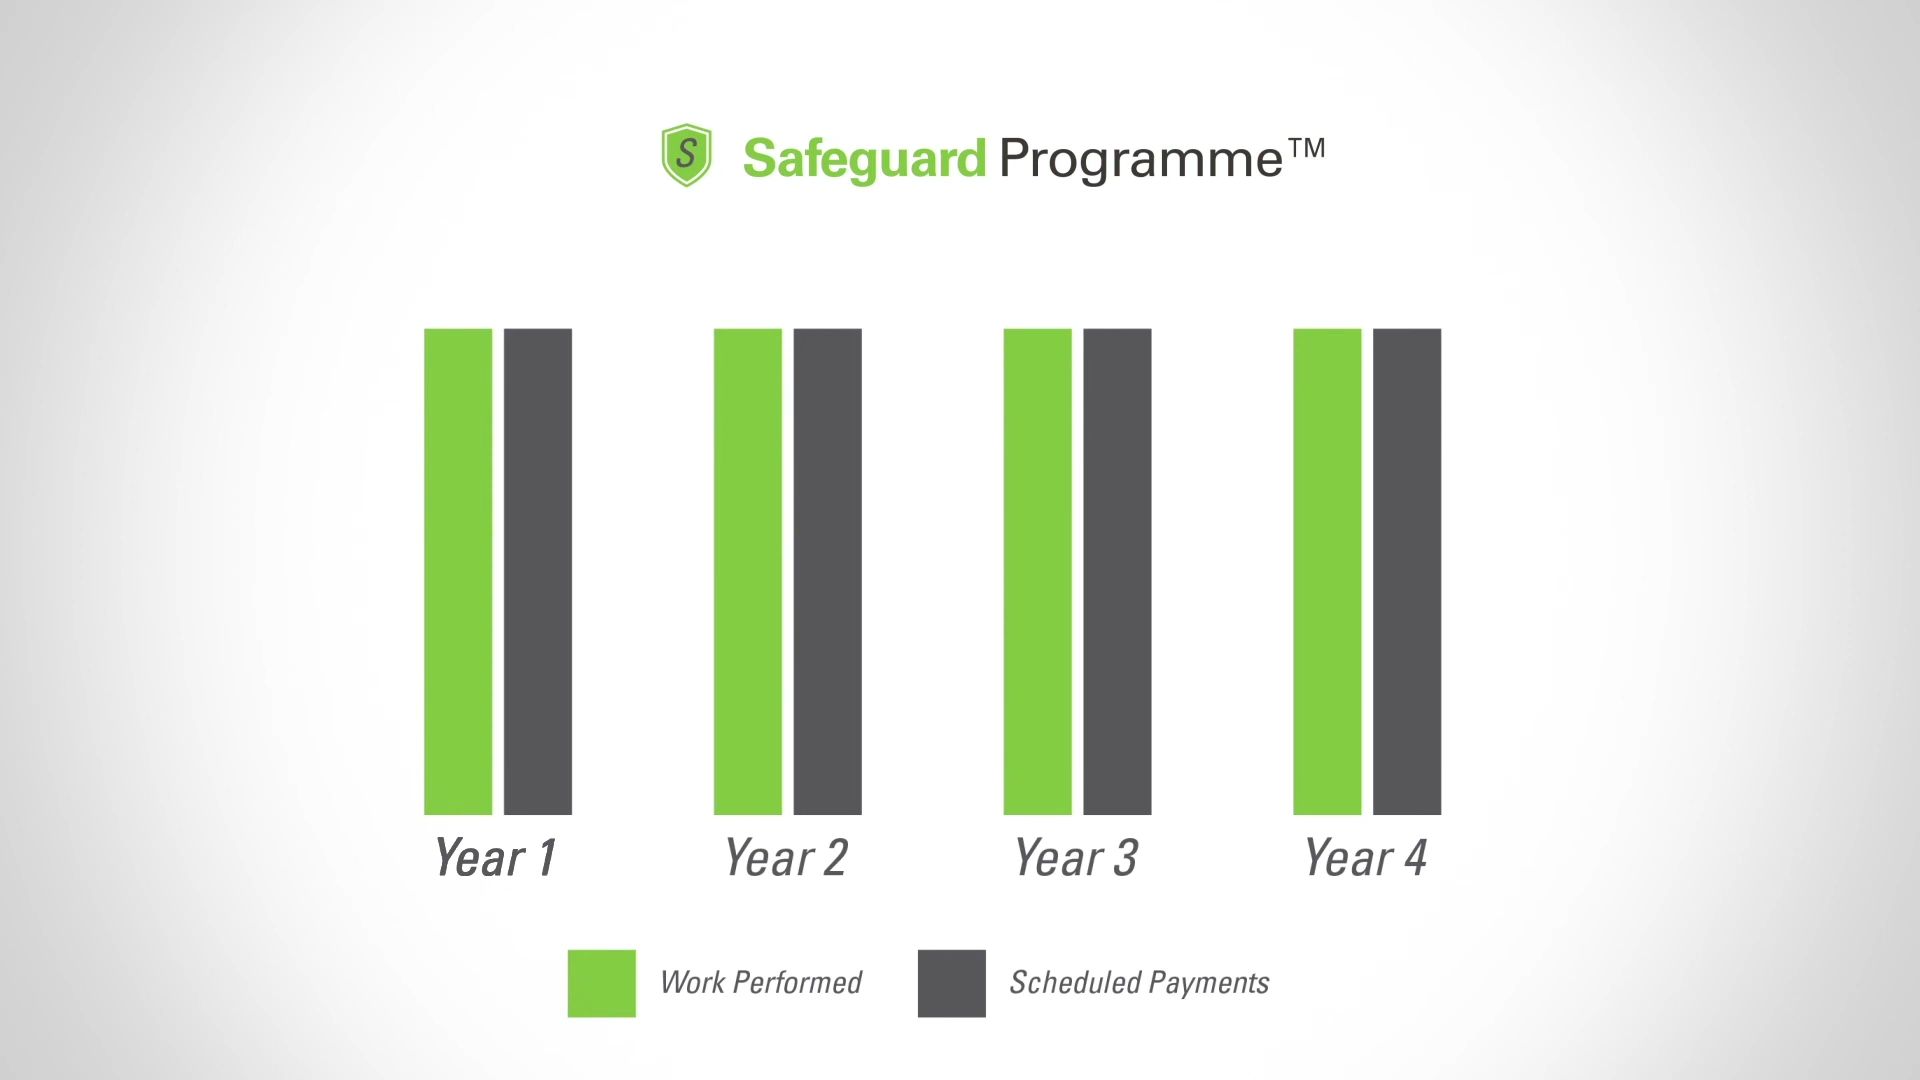 S Safeguard Programme™
Year 1 Year 2 Year 3 Year 4
Work Performed Scheduled Payments